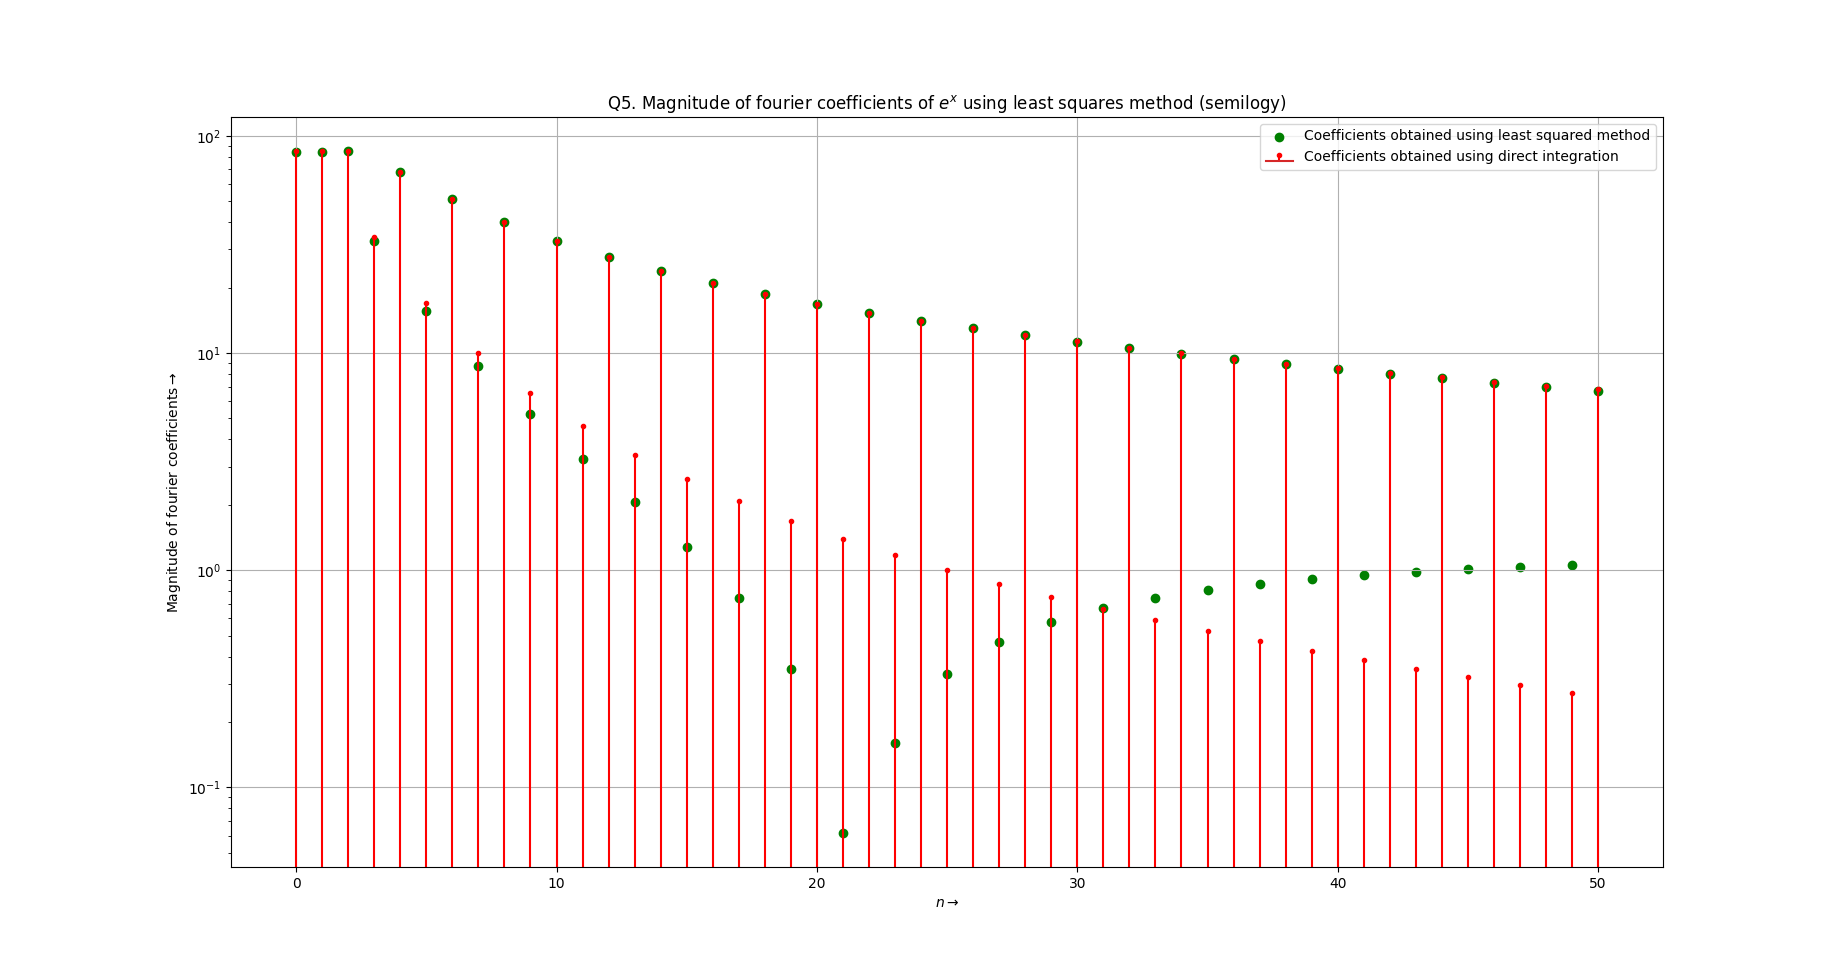 Q5. Magnitude of fourier coefficients of e^x using least squares method (semilogy)
Coefficients obtained using least squared method
Coefficients obtained using direct integration
Magnitude of fourier coefficients →
10^2
10^1
10^0
10^-1
0 10 20 30 40 50
n →